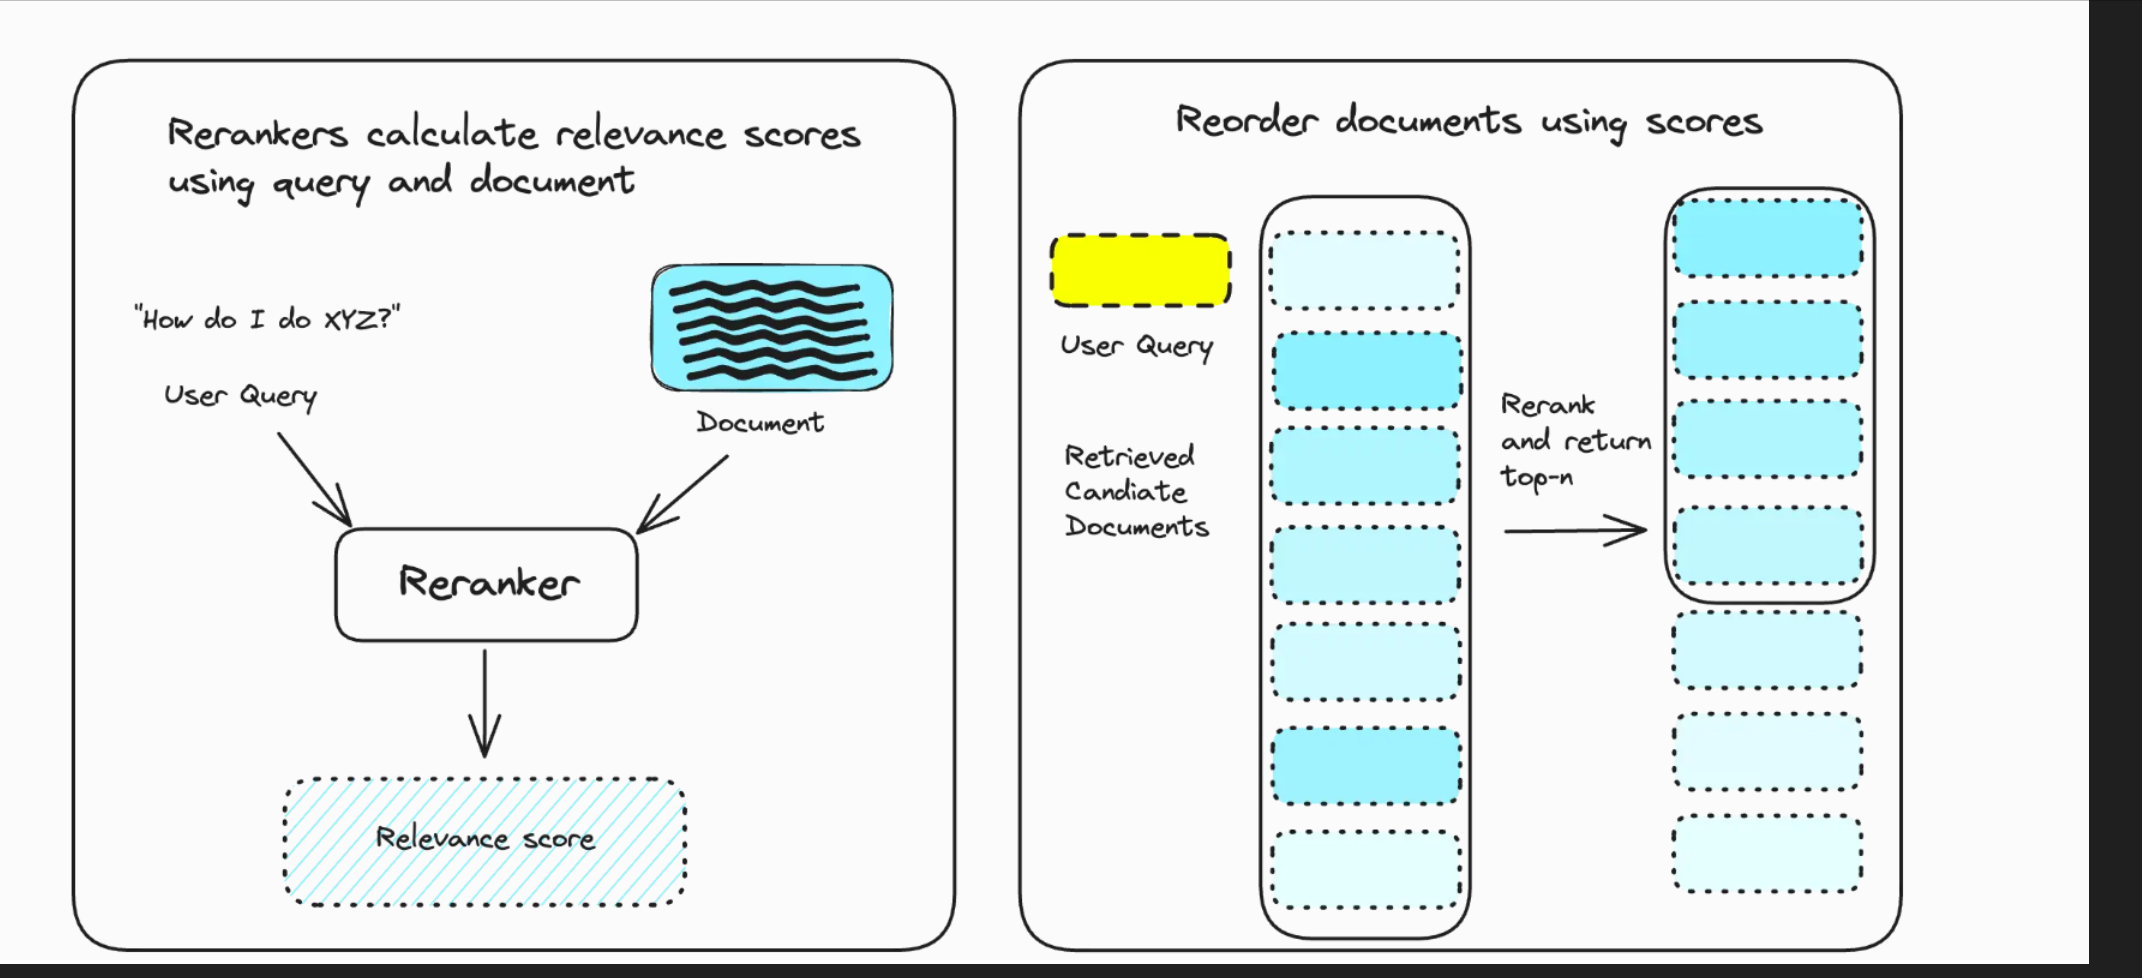 Rerankers calculate relevance scores
using query and document
"How do I do XYZ?"
User Query
Document
Reranker
Relevance score
Reorder documents using scores
User Query
Retrieved
Candiate
Documents
Rerank
and return
top-n